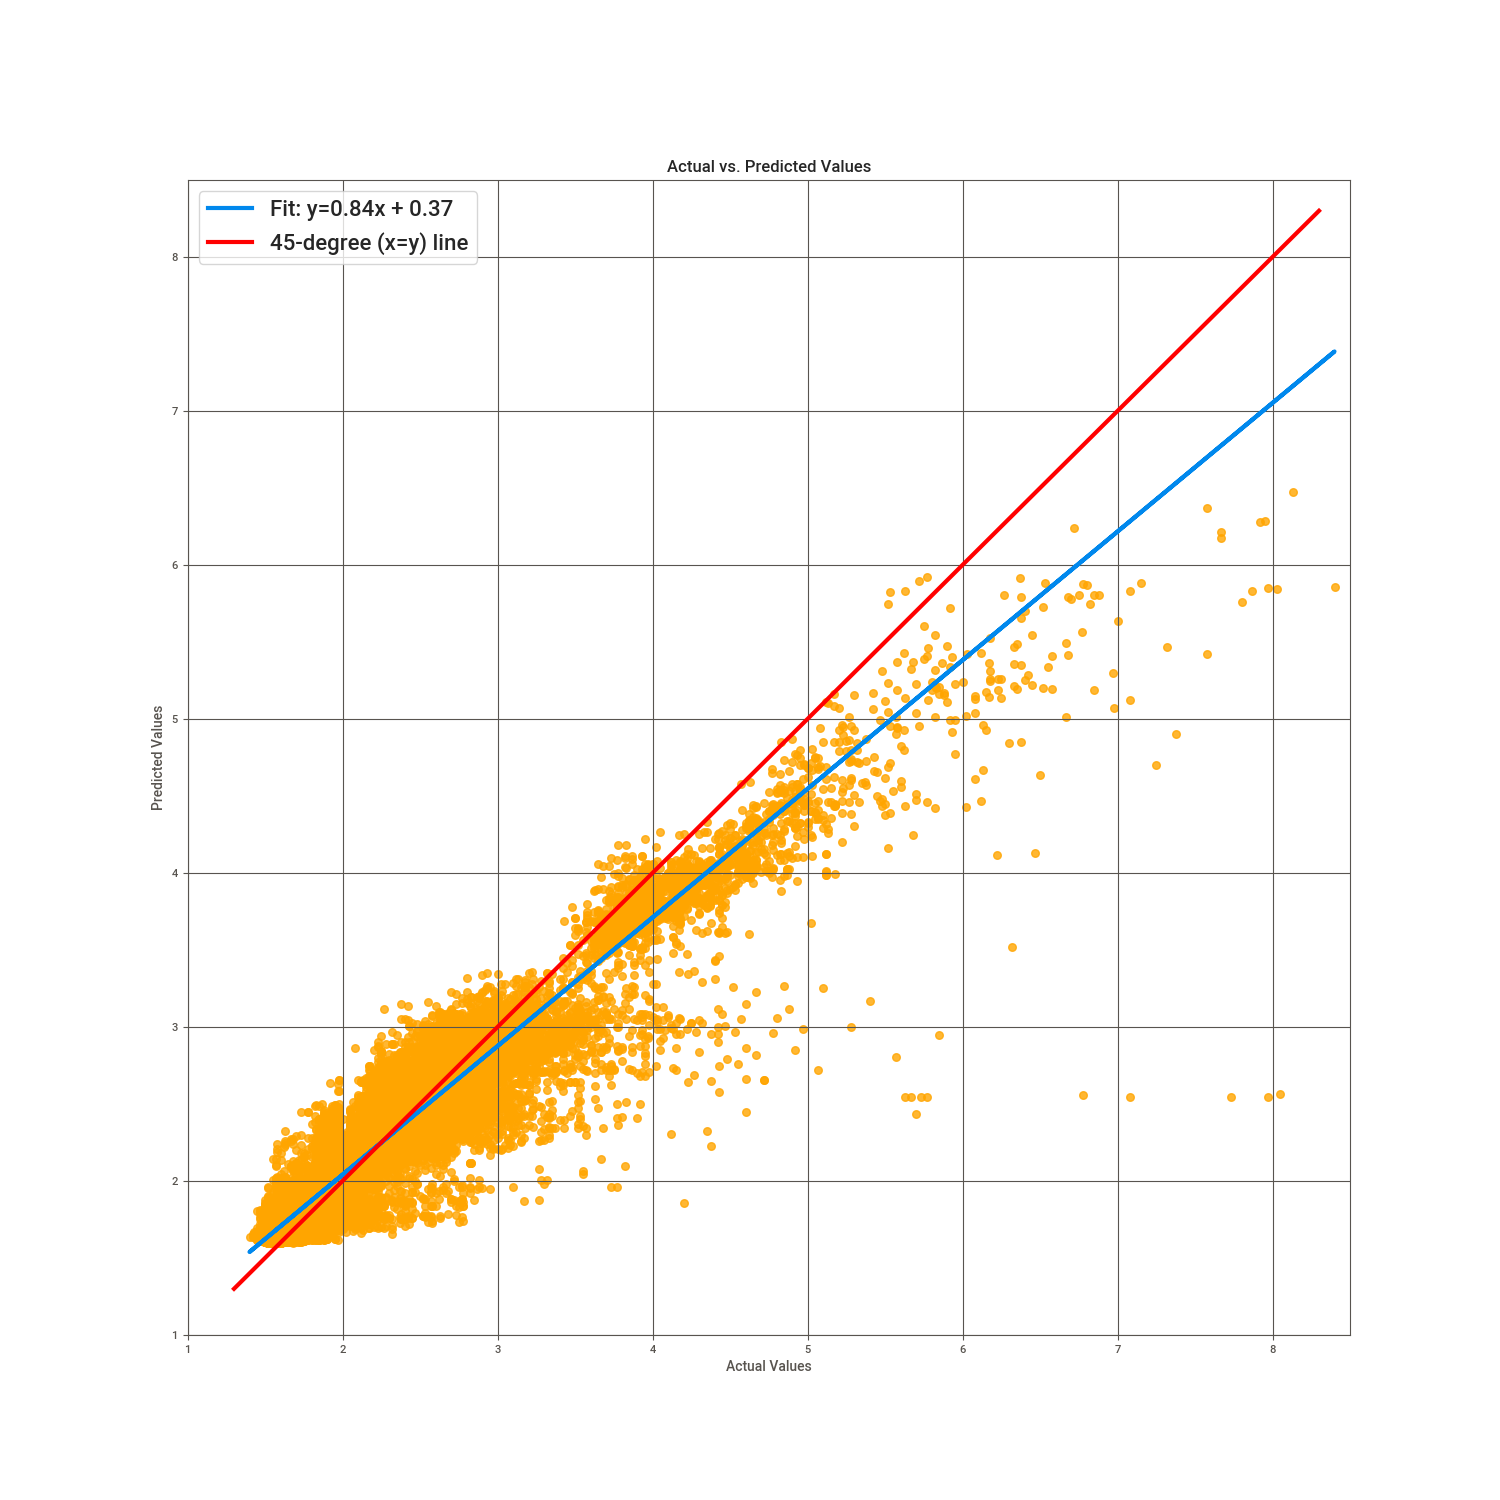 Actual vs. Predicted Values
Fit: y=0.84x + 0.37
45-degree (x=y) line
8
7
6
5
4
3
2
1
Predicted Values
1 2 3 4 5 6 7 8
Actual Values